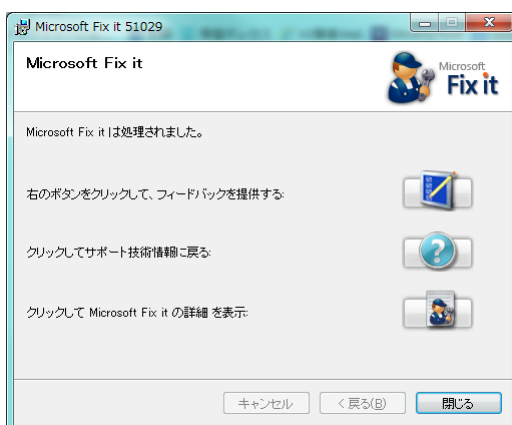 Microsoft Fix it 51029
Microsoft Fix it
Microsoft
Fix it
Microsoft Fix it は処理されました。
右のボタンをクリックして、フィードバックを提供する:
クリックしてサポート技術情報に戻る:
クリックして Microsoft Fix it の詳細 を表示:
キャンセル
< 戻る(B)
閉じる